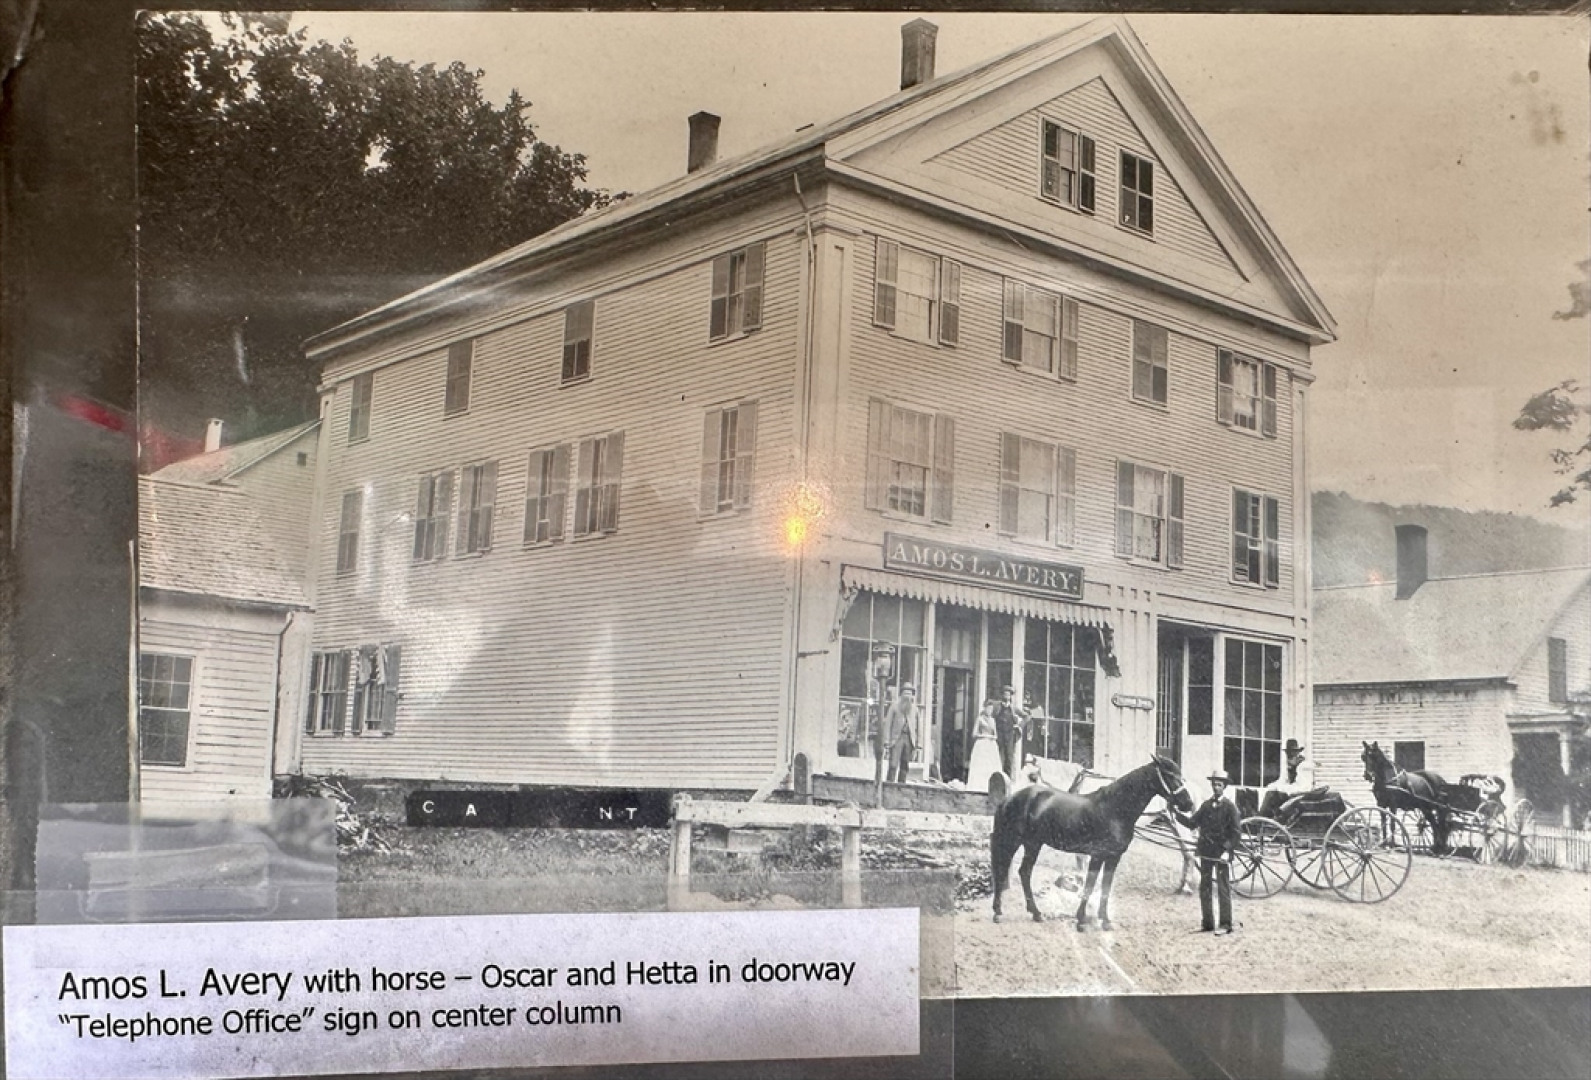 AMOS L. AVERY.
C A NT
Amos L. Avery with horse – Oscar and Hetta in doorway
“Telephone Office” sign on center column